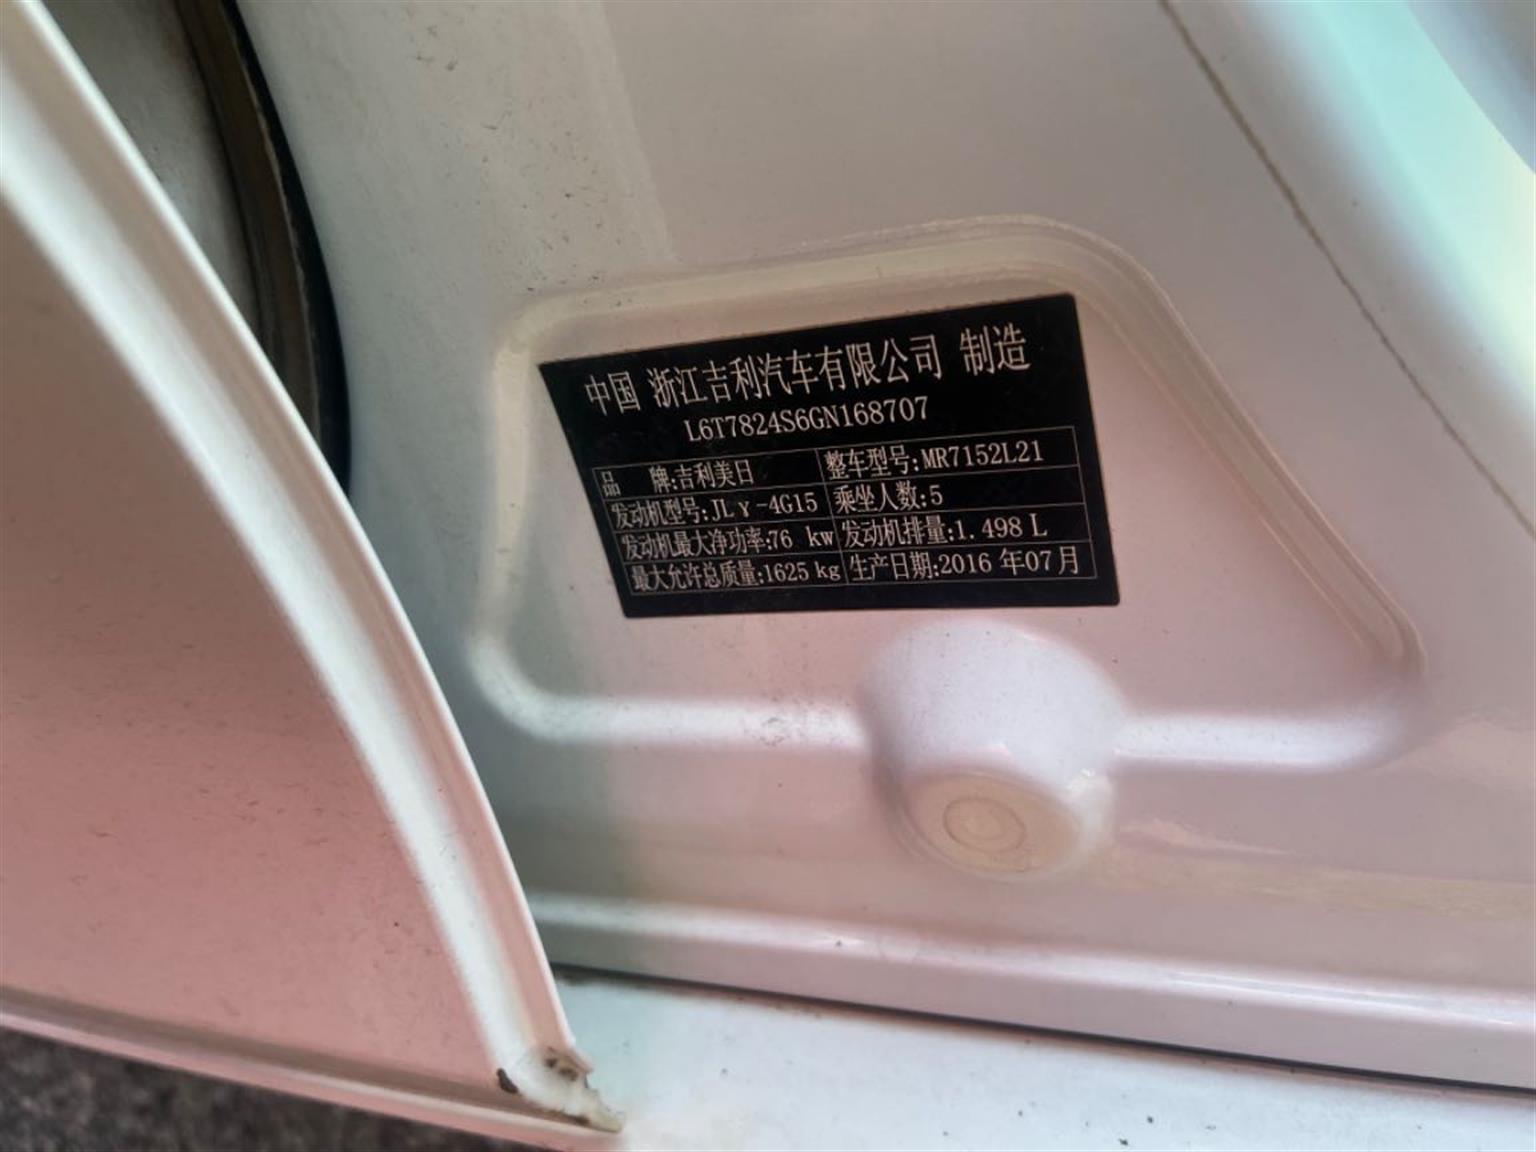 中国 浙江吉利汽车有限公司 制造
L6T7824S6GN168707
品 牌:吉利美日 整车型号:MR7152L21
发动机型号:JLγ-4G15 乘坐人数:5
发动机最大净功率:76 kw 发动机排量:1.498 L
最大允许总质量:1625 kg 生产日期:2016 年07月